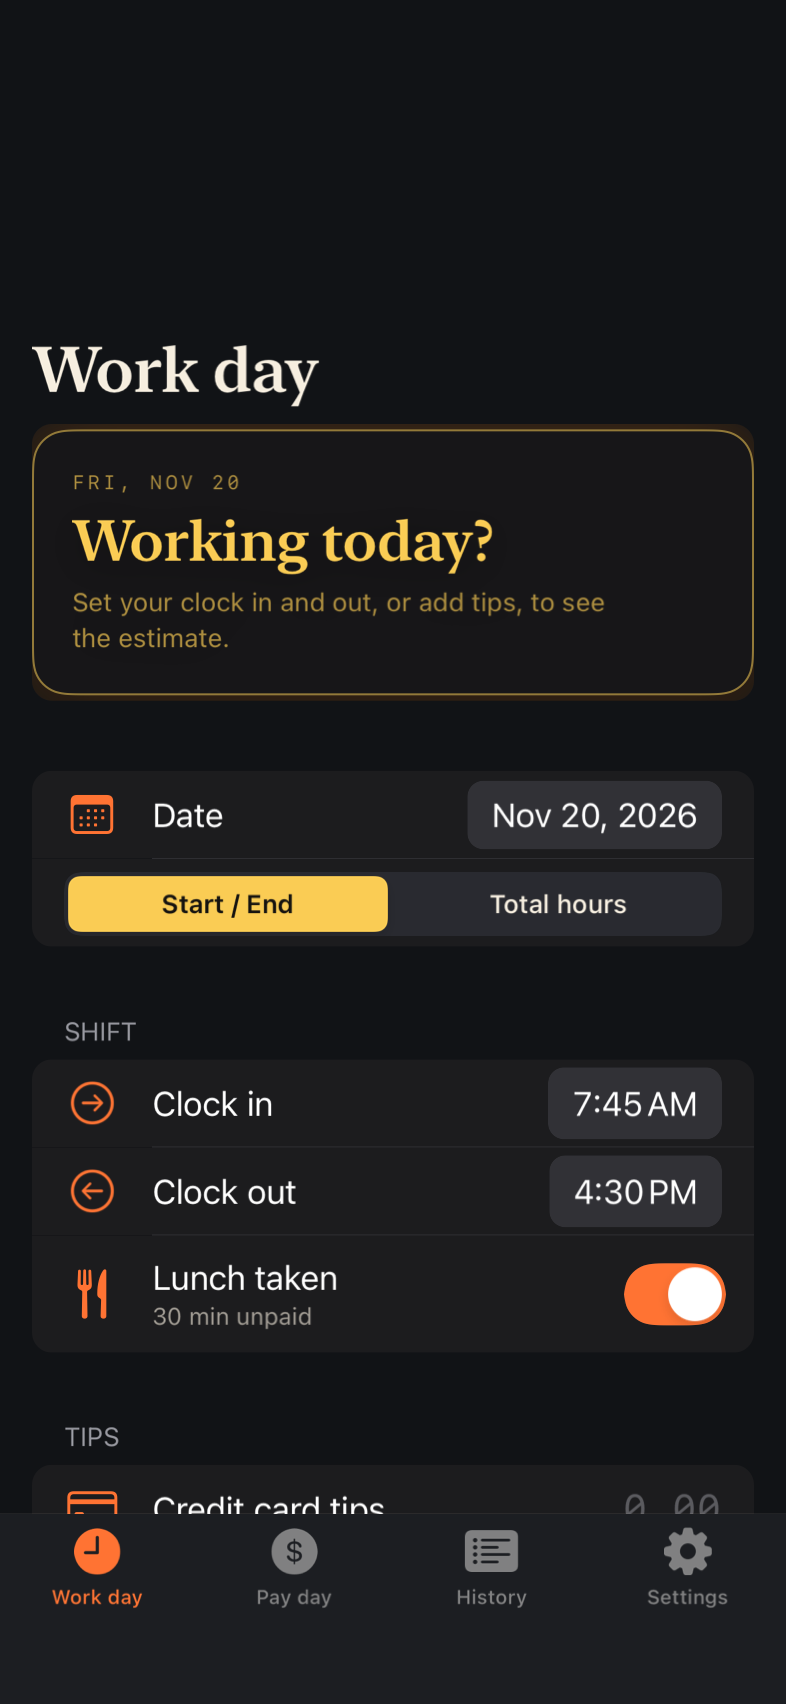 Work day
FRI, NOV 20
Working today?
Set your clock in and out, or add tips, to see
the estimate.
Date
Nov 20, 2026
Start / End
Total hours
SHIFT
Clock in
7:45 AM
Clock out
4:30 PM
Lunch taken
30 min unpaid
TIPS
Credit card tips
0.00
Work day
Pay day
History
Settings